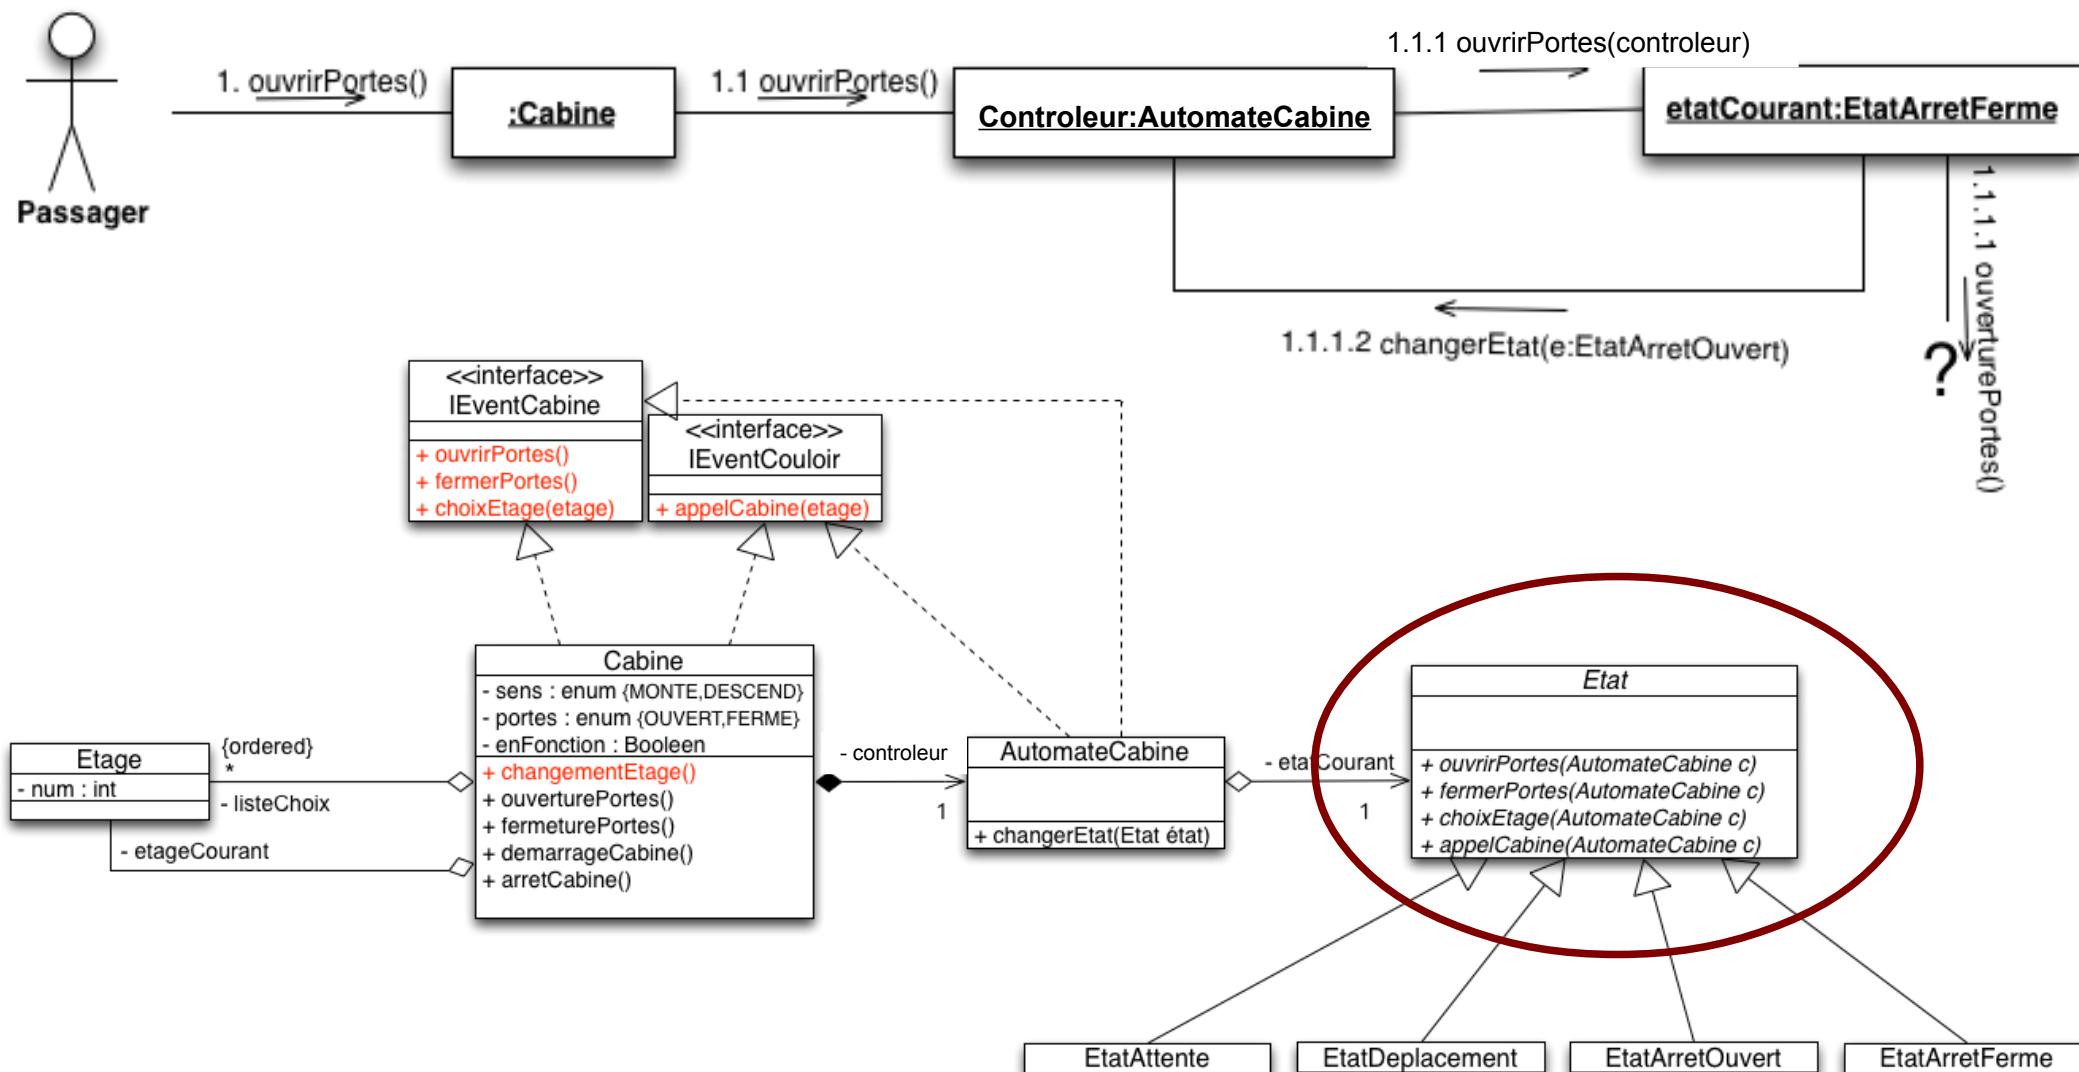 1.1.1 ouvrirPortes(controleur)
1. ouvrirPortes()
1.1 ouvrirPortes()
:Cabine
Controleur:AutomateCabine
etatCourant:EtatArretFerme
Passager
1.1.1.1 ouverturePortes()
1.1.1.2 changerEtat(e:EtatArretOuvert)
?
<<interface>>
IEventCabine
+ ouvrirPortes()
+ fermerPortes()
+ choixEtage(etage)
<<interface>>
IEventCouloir
+ appelCabine(etage)
Cabine
- sens : enum {MONTE,DESCEND}
- portes : enum {OUVERT,FERME}
- enFonction : Booleen
+ changementEtage()
+ ouverturePortes()
+ fermeturePortes()
+ demarrageCabine()
+ arretCabine()
Etage
- num : int
{ordered}
*
- listeChoix
- etageCourant
- controleur
1
AutomateCabine
+ changerEtat(Etat état)
- etatCourant
1
Etat
+ ouvrirPortes(AutomateCabine c)
+ fermerPortes(AutomateCabine c)
+ choixEtage(AutomateCabine c)
+ appelCabine(AutomateCabine c)
EtatAttente
EtatDeplacement
EtatArretOuvert
EtatArretFerme